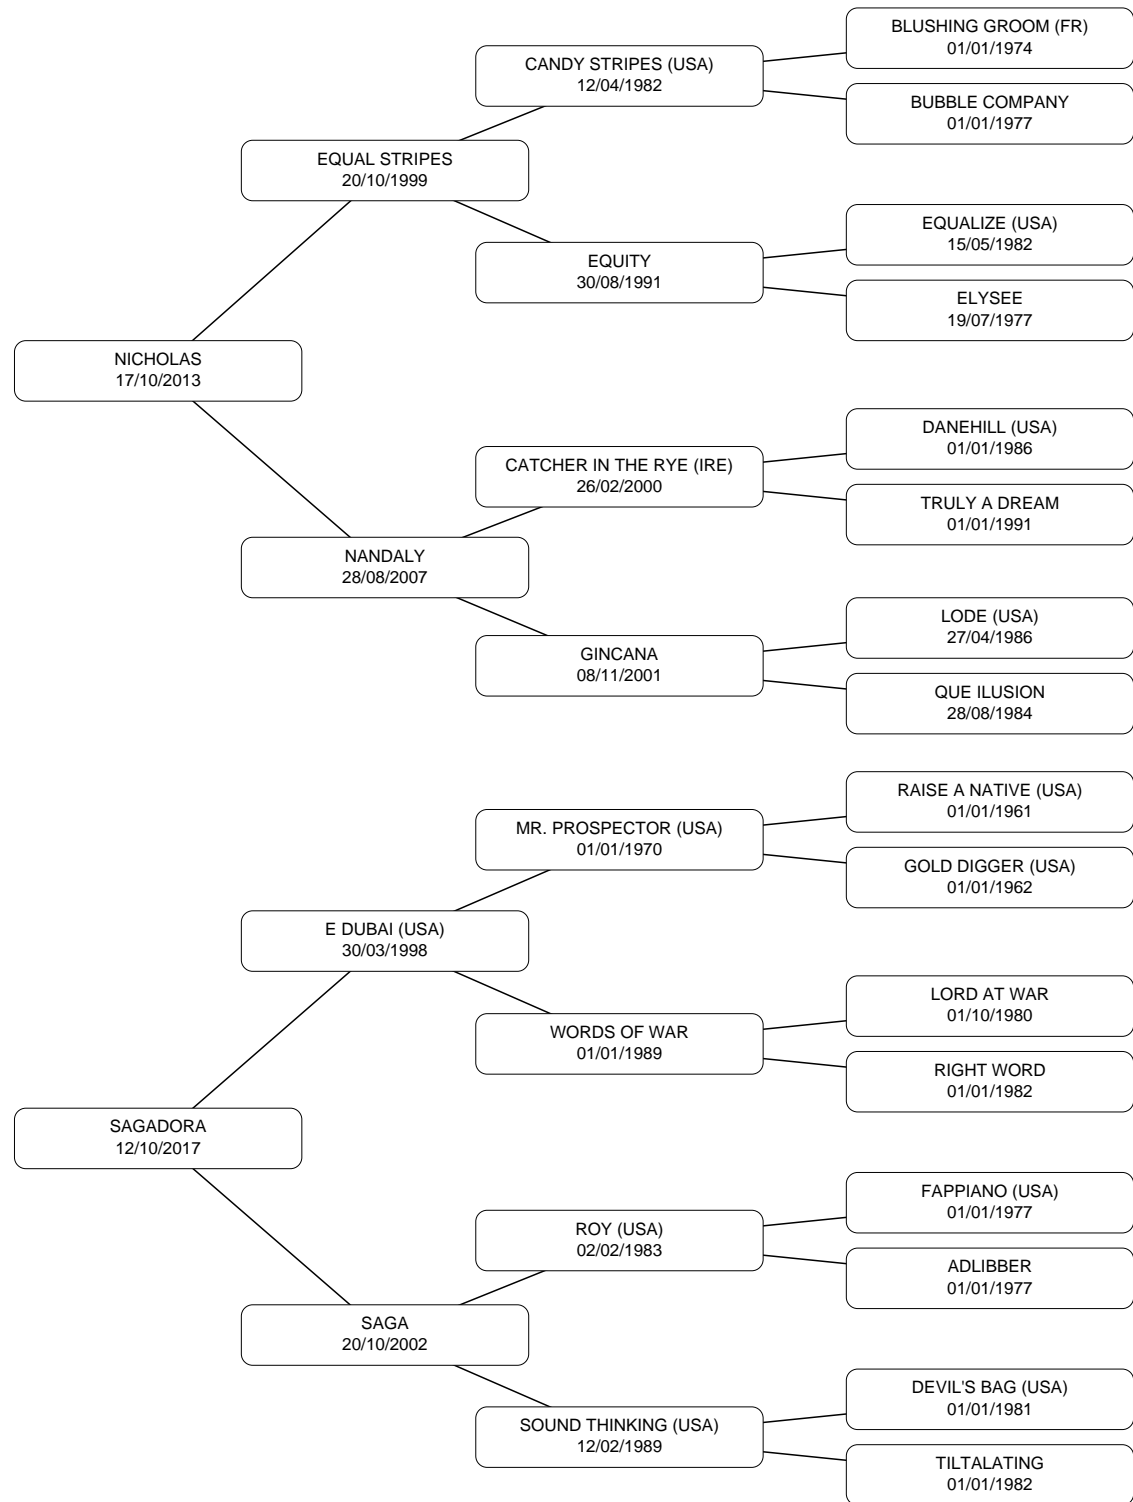 BLUSHING GROOM (FR)
01/01/1974
CANDY STRIPES (USA)
12/04/1982
BUBBLE COMPANY
01/01/1977
EQUAL STRIPES
20/10/1999
EQUALIZE (USA)
15/05/1982
EQUITY
30/08/1991
ELYSEE
19/07/1977
NICHOLAS
17/10/2013
DANEHILL (USA)
01/01/1986
CATCHER IN THE RYE (IRE)
26/02/2000
TRULY A DREAM
01/01/1991
NANDALY
28/08/2007
LODE (USA)
27/04/1986
GINCANA
08/11/2001
QUE ILUSION
28/08/1984
RAISE A NATIVE (USA)
01/01/1961
MR. PROSPECTOR (USA)
01/01/1970
GOLD DIGGER (USA)
01/01/1962
E DUBAI (USA)
30/03/1998
LORD AT WAR
01/10/1980
WORDS OF WAR
01/01/1989
RIGHT WORD
01/01/1982
SAGADORA
12/10/2017
FAPPIANO (USA)
01/01/1977
ROY (USA)
02/02/1983
ADLIBBER
01/01/1977
SAGA
20/10/2002
DEVIL'S BAG (USA)
01/01/1981
SOUND THINKING (USA)
12/02/1989
TILTALATING
01/01/1982